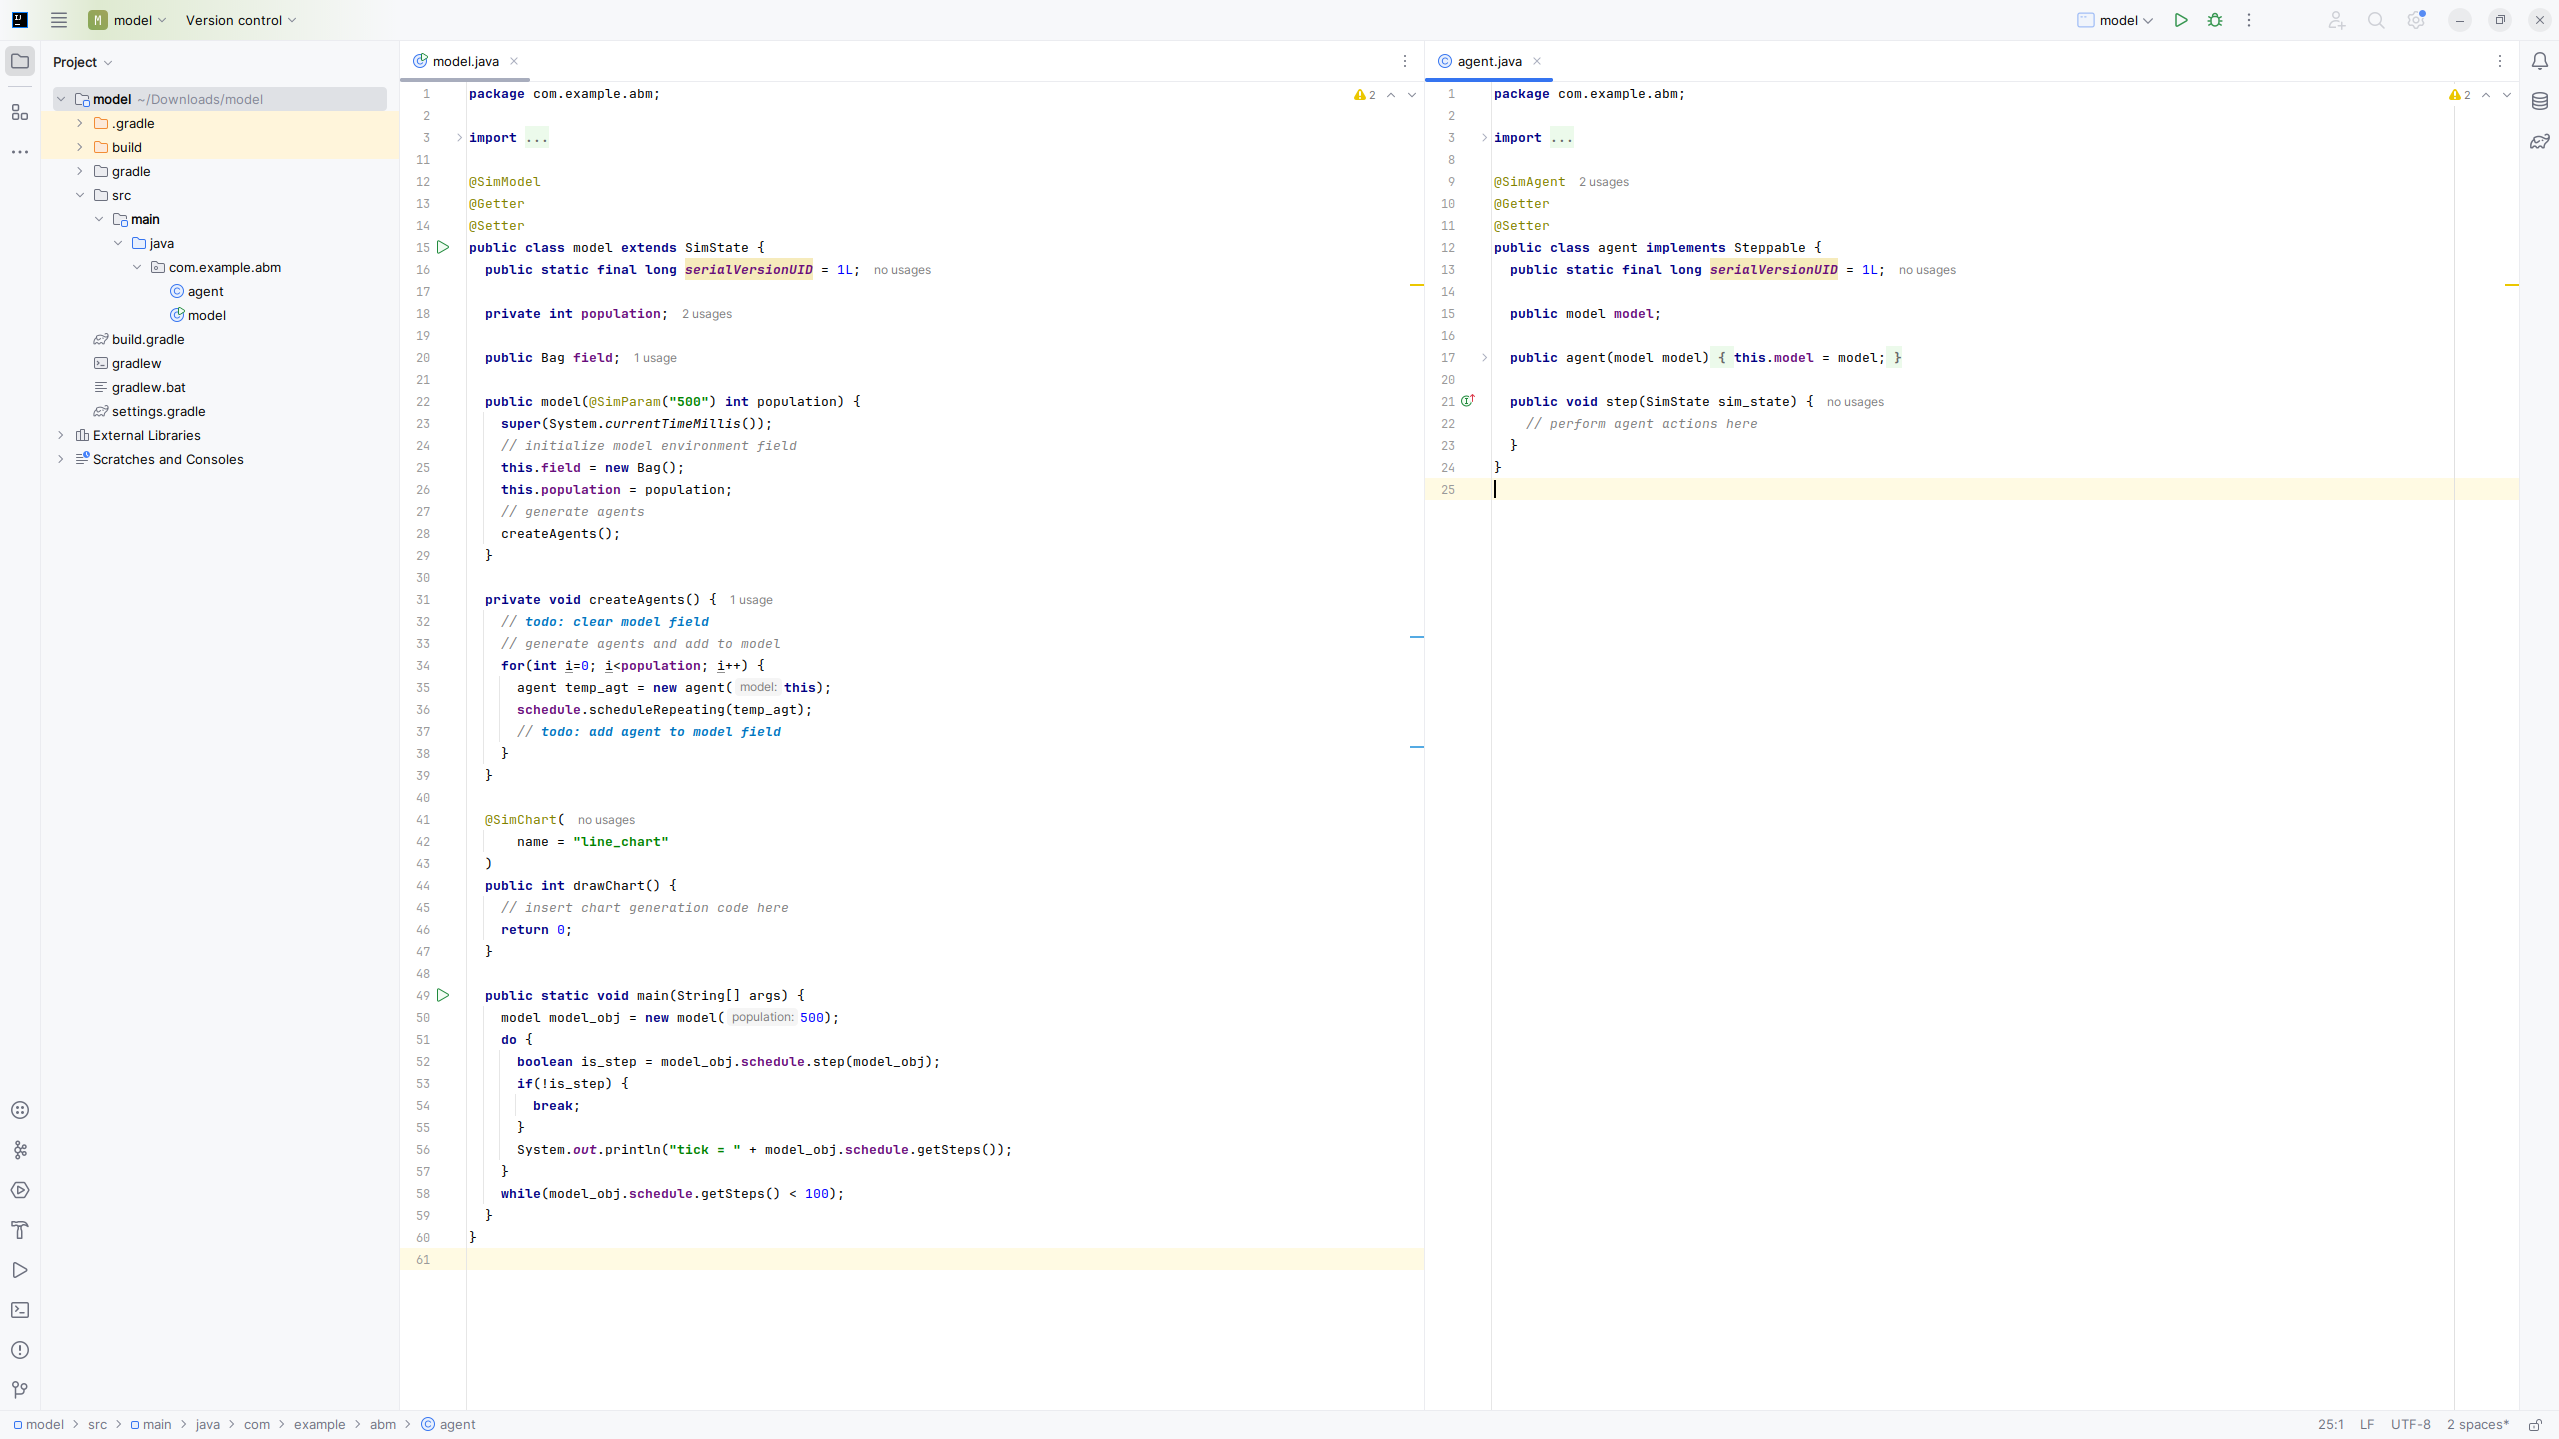 M model Version control model
Project
model ~/Downloads/model
.gradle
build
gradle
src
main
java
com.example.abm
agent
model
build.gradle
gradlew
gradlew.bat
settings.gradle
External Libraries
Scratches and Consoles
model.java
2
1 package com.example.abm;
2
3 import ...
11
12 @SimModel
13 @Getter
14 @Setter
15 public class model extends SimState {
16 public static final long serialVersionUID = 1L; no usages
17
18 private int population; 2 usages
19
20 public Bag field; 1 usage
21
22 public model(@SimParam("500") int population) {
23 super(System.currentTimeMillis());
24 // initialize model environment field
25 this.field = new Bag();
26 this.population = population;
27 // generate agents
28 createAgents();
29 }
30
31 private void createAgents() { 1 usage
32 // todo: clear model field
33 // generate agents and add to model
34 for(int i=0; i<population; i++) {
35 agent temp_agt = new agent( model: this);
36 schedule.scheduleRepeating(temp_agt);
37 // todo: add agent to model field
38 }
39 }
40
41 @SimChart( no usages
42 name = "line_chart"
43 )
44 public int drawChart() {
45 // insert chart generation code here
46 return 0;
47 }
48
49 public static void main(String[] args) {
50 model model_obj = new model( population: 500);
51 do {
52 boolean is_step = model_obj.schedule.step(model_obj);
53 if(!is_step) {
54 break;
55 }
56 System.out.println("tick = " + model_obj.schedule.getSteps());
57 }
58 while(model_obj.schedule.getSteps() < 100);
59 }
60 }
61
agent.java
2
1 package com.example.abm;
2
3 import ...
8
9 @SimAgent 2 usages
10 @Getter
11 @Setter
12 public class agent implements Steppable {
13 public static final long serialVersionUID = 1L; no usages
14
15 public model model;
16
17 public agent(model model) { this.model = model; }
20
21 public void step(SimState sim_state) { no usages
22 // perform agent actions here
23 }
24 }
25
model > src > main > java > com > example > abm > agent
25:1 LF UTF-8 2 spaces*